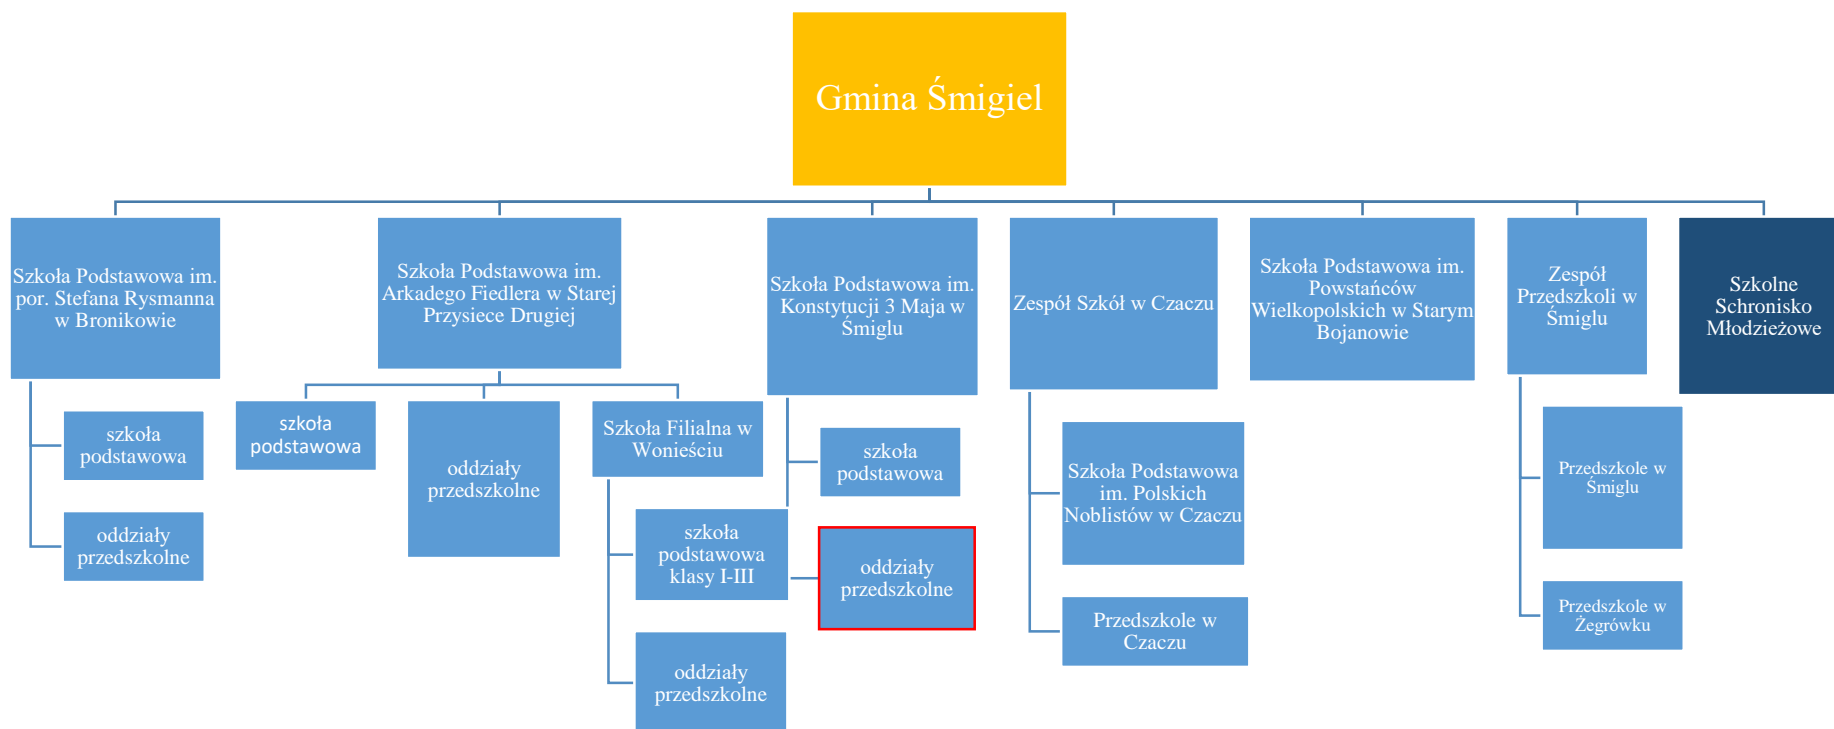 Gmina Śmigiel
Szkoła Podstawowa im.
por. Stefana Rysmanna
w Bronikowie
szkoła
podstawowa
oddziały
przedszkolne
Szkoła Podstawowa im.
Arkadego Fiedlera w Starej
Przysiece Drugiej
szkoła
podstawowa
oddziały
przedszkolne
Szkoła Filialna w
Wonieściu
szkoła
podstawowa
klasy I-III
oddziały
przedszkolne
Szkoła Podstawowa im.
Konstytucji 3 Maja w
Śmiglu
szkoła
podstawowa
oddziały
przedszkolne
Zespół Szkół w Czaczu
Szkoła Podstawowa
im. Polskich
Noblistów w Czaczu
Przedszkole w
Czaczu
Szkoła Podstawowa im.
Powstańców
Wielkopolskich w Starym
Bojanowie
Zespół
Przedszkoli w
Śmiglu
Przedszkole w
Śmiglu
Przedszkole w
Żegrówku
Szkolne
Schronisko
Młodzieżowe